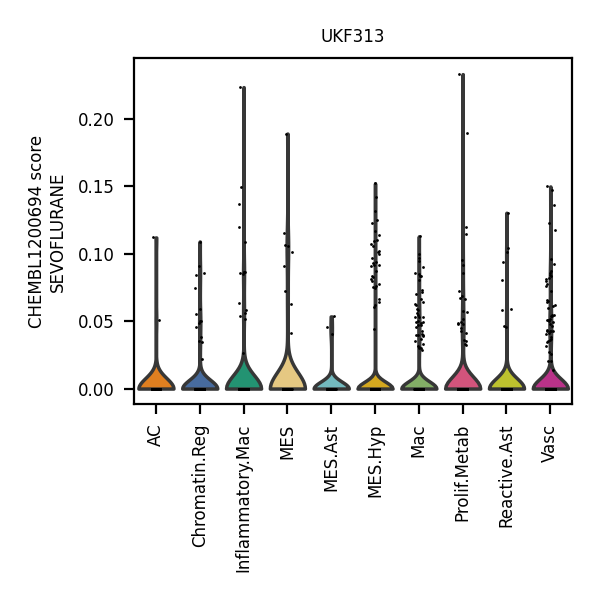 UKF313
CHEMBL1200694 score
SEVOFLURANE
0.20
0.15
0.10
0.05
0.00
AC
Chromatin.Reg
Inflammatory.Mac
MES
MES.Ast
MES.Hyp
Mac
Prolif.Metab
Reactive.Ast
Vasc